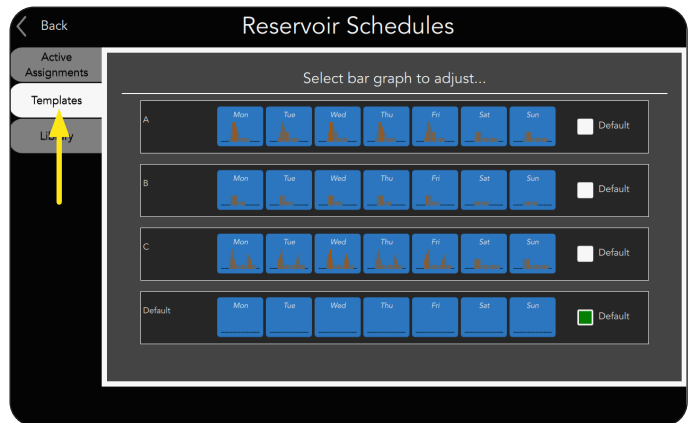 Back
Reservoir Schedules
Active
Assignments
Templates
Library
Select bar graph to adjust...
A
Mon Tue Wed Thu Fri Sat Sun
Default
B
Mon Tue Wed Thu Fri Sat Sun
Default
C
Mon Tue Wed Thu Fri Sat Sun
Default
Default
Mon Tue Wed Thu Fri Sat Sun
Default